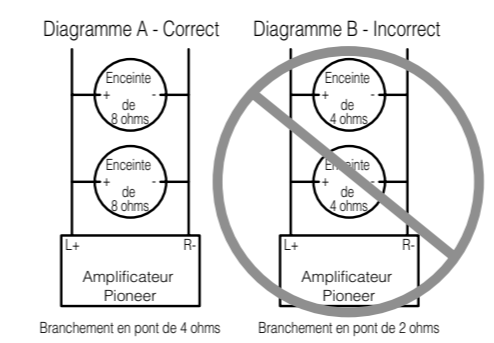 Diagramme A - Correct
Enceinte
+ -
de
8 ohms
Enceinte
+ -
de
8 ohms
L+ R-
Amplificateur
Pioneer
Branchement en pont de 4 ohms
Diagramme B - Incorrect
Enceinte
+ -
de
4 ohms
Enceinte
+ -
de
4 ohms
L+ R-
Amplificateur
Pioneer
Branchement en pont de 2 ohms